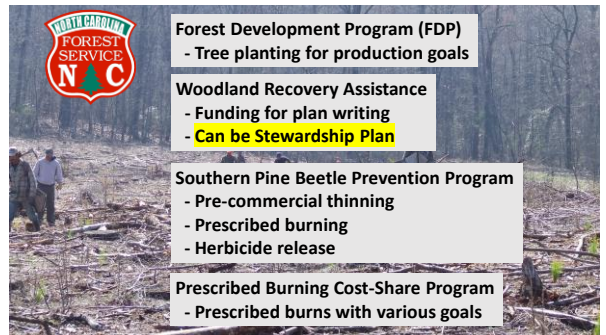 NORTH CAROLINA
FOREST
SERVICE
N C
Forest Development Program (FDP)
- Tree planting for production goals
Woodland Recovery Assistance
- Funding for plan writing
- Can be Stewardship Plan
Southern Pine Beetle Prevention Program
- Pre-commercial thinning
- Prescribed burning
- Herbicide release
Prescribed Burning Cost-Share Program
- Prescribed burns with various goals